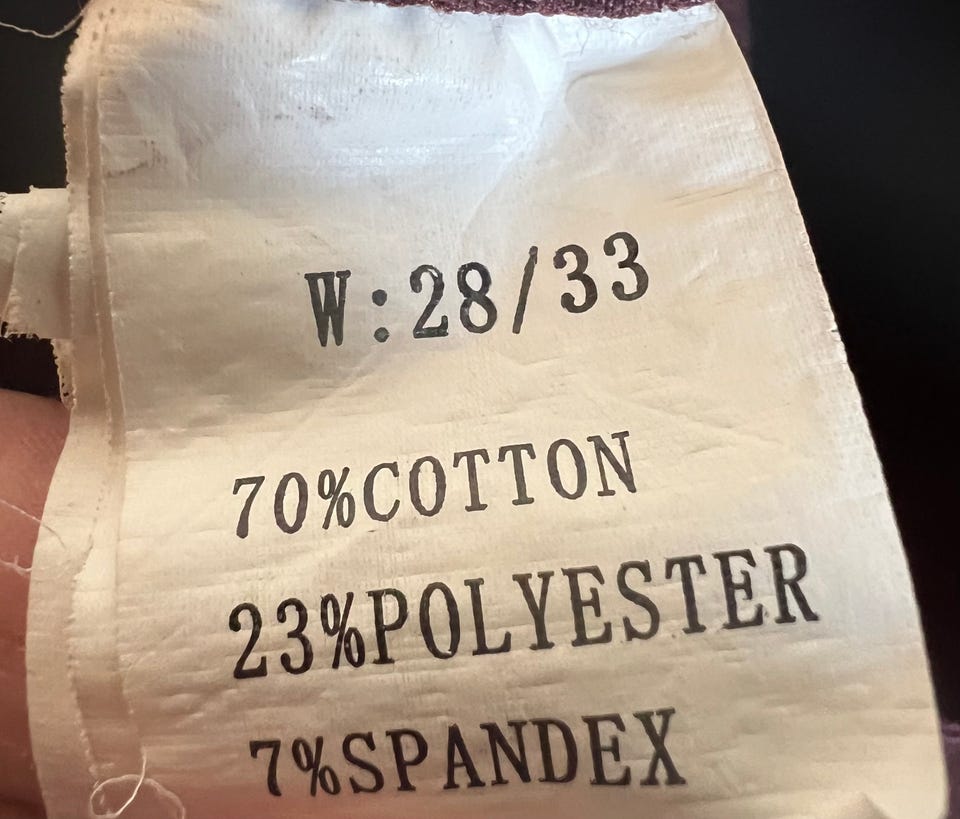 W:28/33
70%COTTON
23%POLYESTER
7%SPANDEX